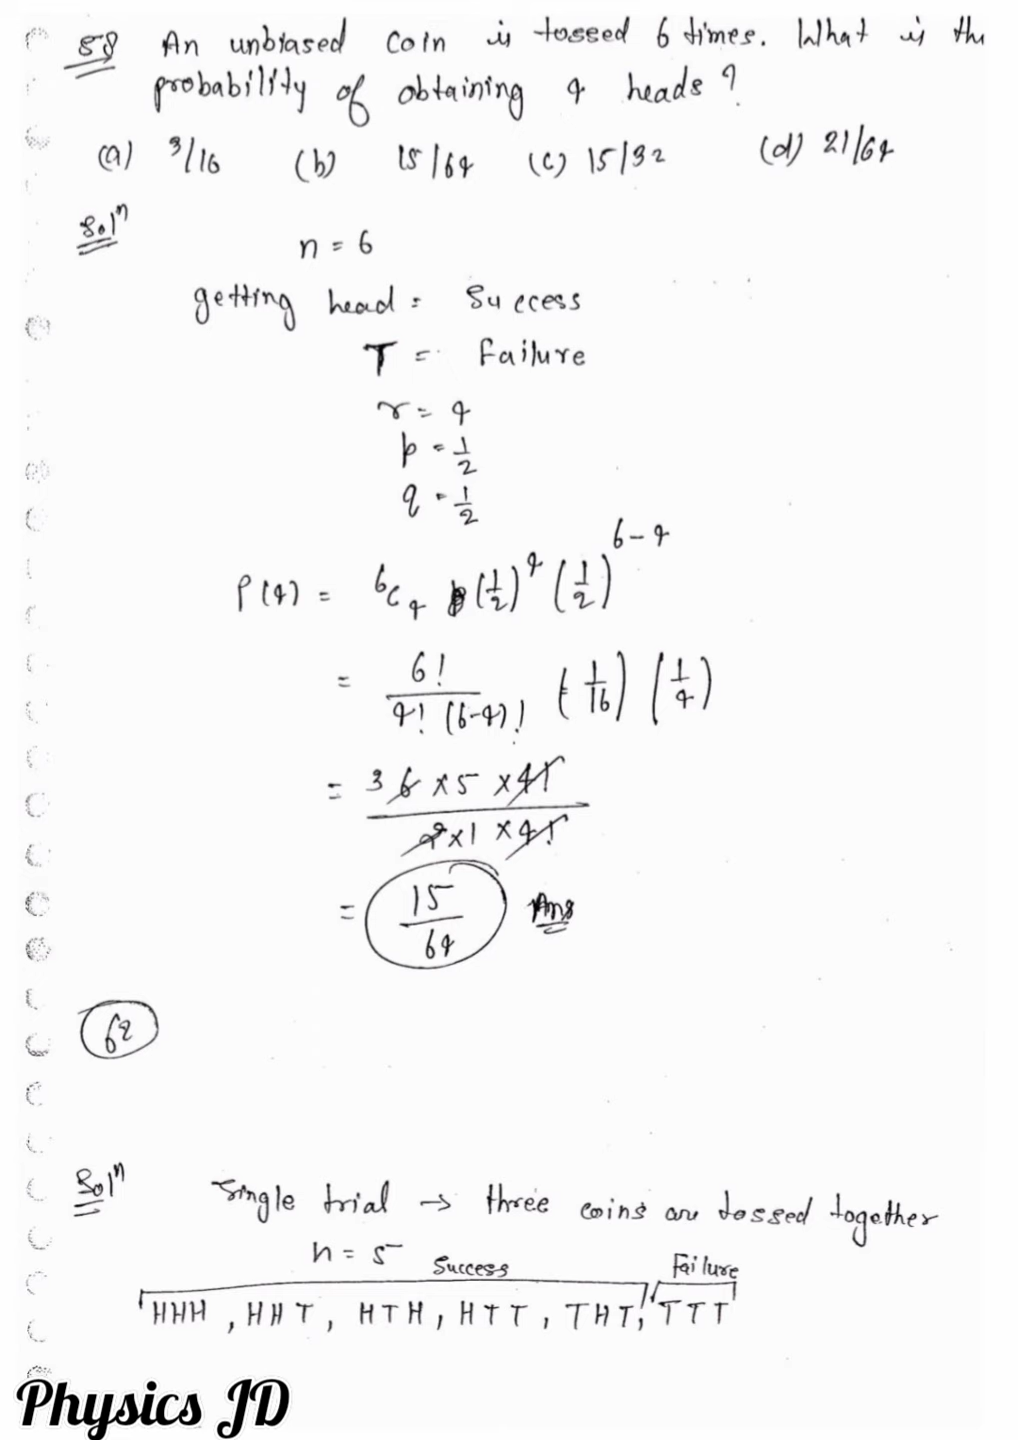 58 An unbiased coin is tossed 6 times. What is the
probability of obtaining 4 heads ?
(a) 3/16 (b) 15/64 (c) 15/32 (d) 21/64
Solⁿ
n = 6
getting head = Success
T = Failure
r = 4
p = 1/2
q = 1/2
P(4) = ⁶C₄ (1/2)⁴ (1/2)⁶⁻⁴
= 6!/4! (6-4)! (1/16) (1/4)
= 3 6 × 5 × 4! / 2 × 1 × 4!
= 15/64 Ans
62
Solⁿ Single trial → three coins are tossed together
n = 5 Success Failure
HHH , HHT, HTH, HTT, THT, TTT
Physics JD